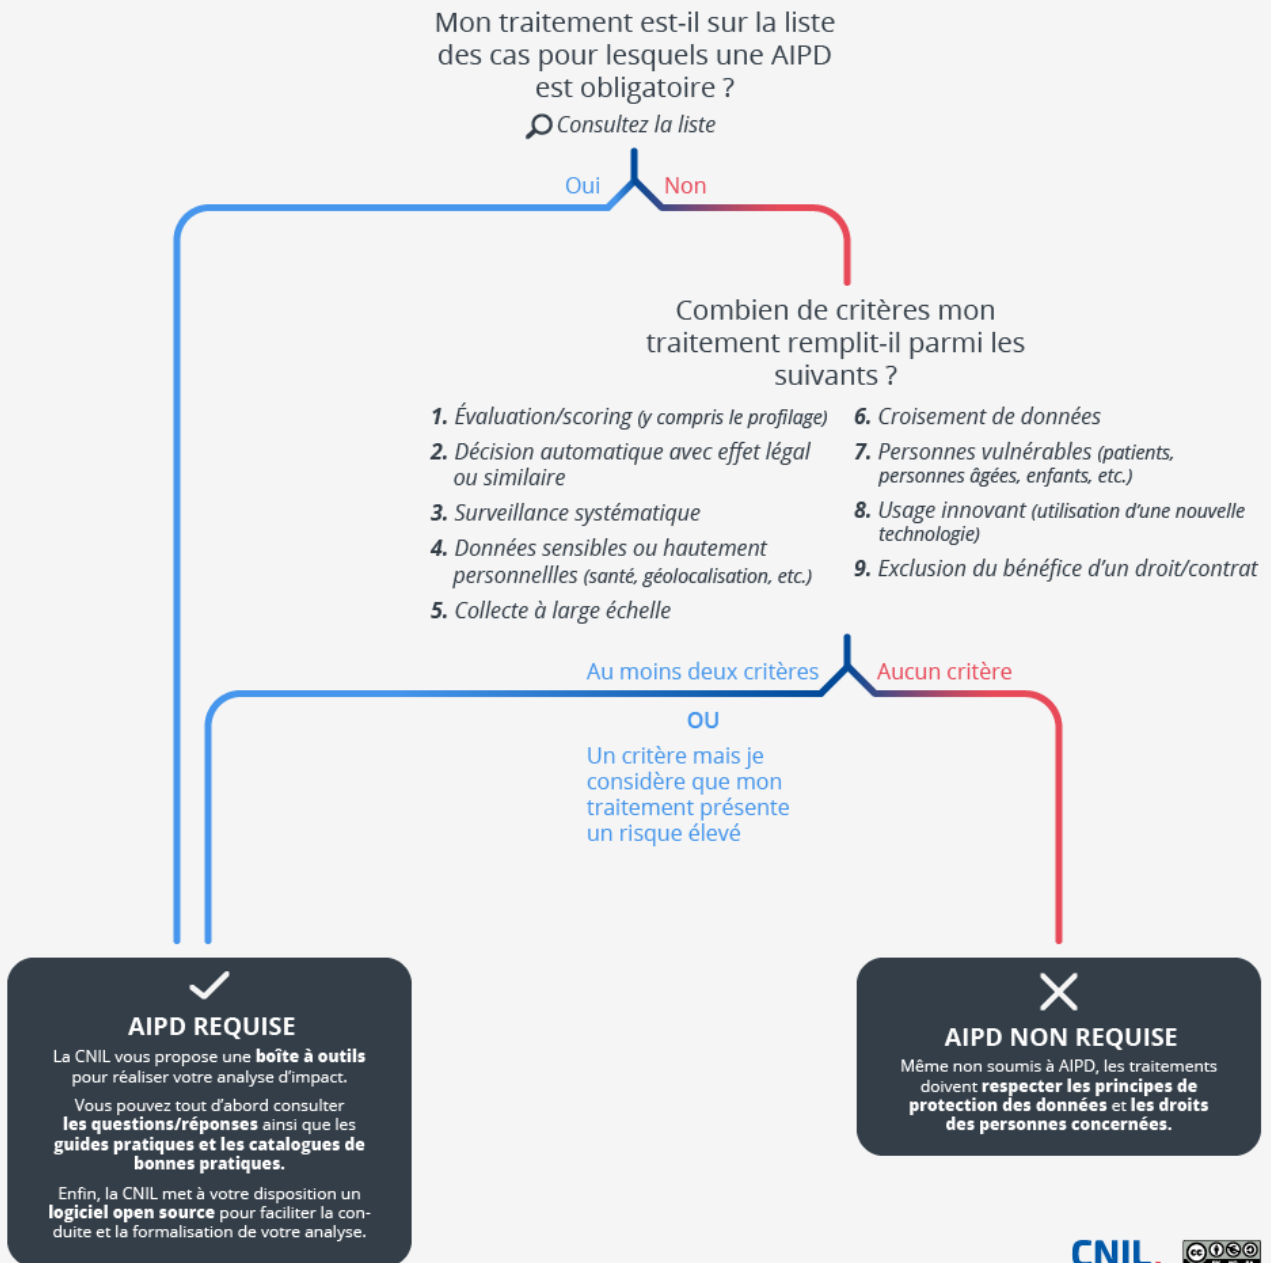 Mon traitement est-il sur la liste
des cas pour lesquels une AIPD
est obligatoire ?
Consultez la liste
Oui
Non
Combien de critères mon
traitement remplit-il parmi les
suivants ?
1. Évaluation/scoring (y compris le profilage)
2. Décision automatique avec effet légal
ou similaire
3. Surveillance systématique
4. Données sensibles ou hautement
personnellles (santé, géolocalisation, etc.)
5. Collecte à large échelle
6. Croisement de données
7. Personnes vulnérables (patients,
personnes âgées, enfants, etc.)
8. Usage innovant (utilisation d'une nouvelle
technologie)
9. Exclusion du bénéfice d'un droit/contrat
Au moins deux critères
OU
Un critère mais je
considère que mon
traitement présente
un risque élevé
Aucun critère
AIPD REQUISE
La CNIL vous propose une boîte à outils
pour réaliser votre analyse d'impact.
Vous pouvez tout d'abord consulter
les questions/réponses ainsi que les
guides pratiques et les catalogues de
bonnes pratiques.
Enfin, la CNIL met à votre disposition un
logiciel open source pour faciliter la con-
duite et la formalisation de votre analyse.
AIPD NON REQUISE
Même non soumis à AIPD, les traitements
doivent respecter les principes de
protection des données et les droits
des personnes concernées.
CNIL.
cc